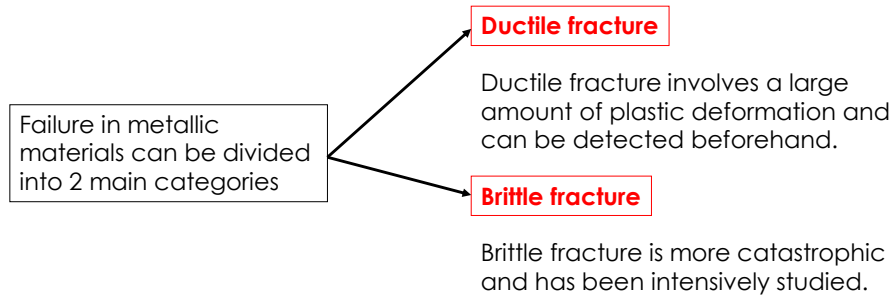 Ductile fracture
Ductile fracture involves a large
amount of plastic deformation and
can be detected beforehand.
Failure in metallic
materials can be divided
into 2 main categories
Brittle fracture
Brittle fracture is more catastrophic
and has been intensively studied.